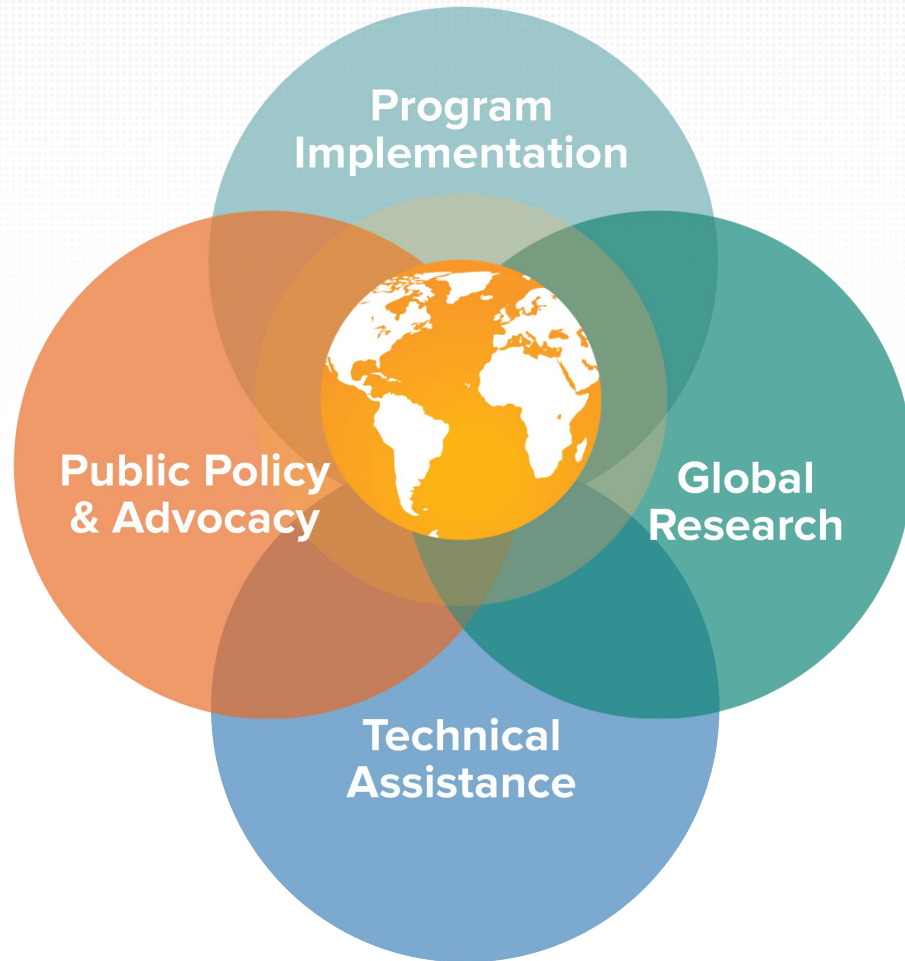 Program
Implementation
Public Policy
& Advocacy
Global
Research
Technical
Assistance